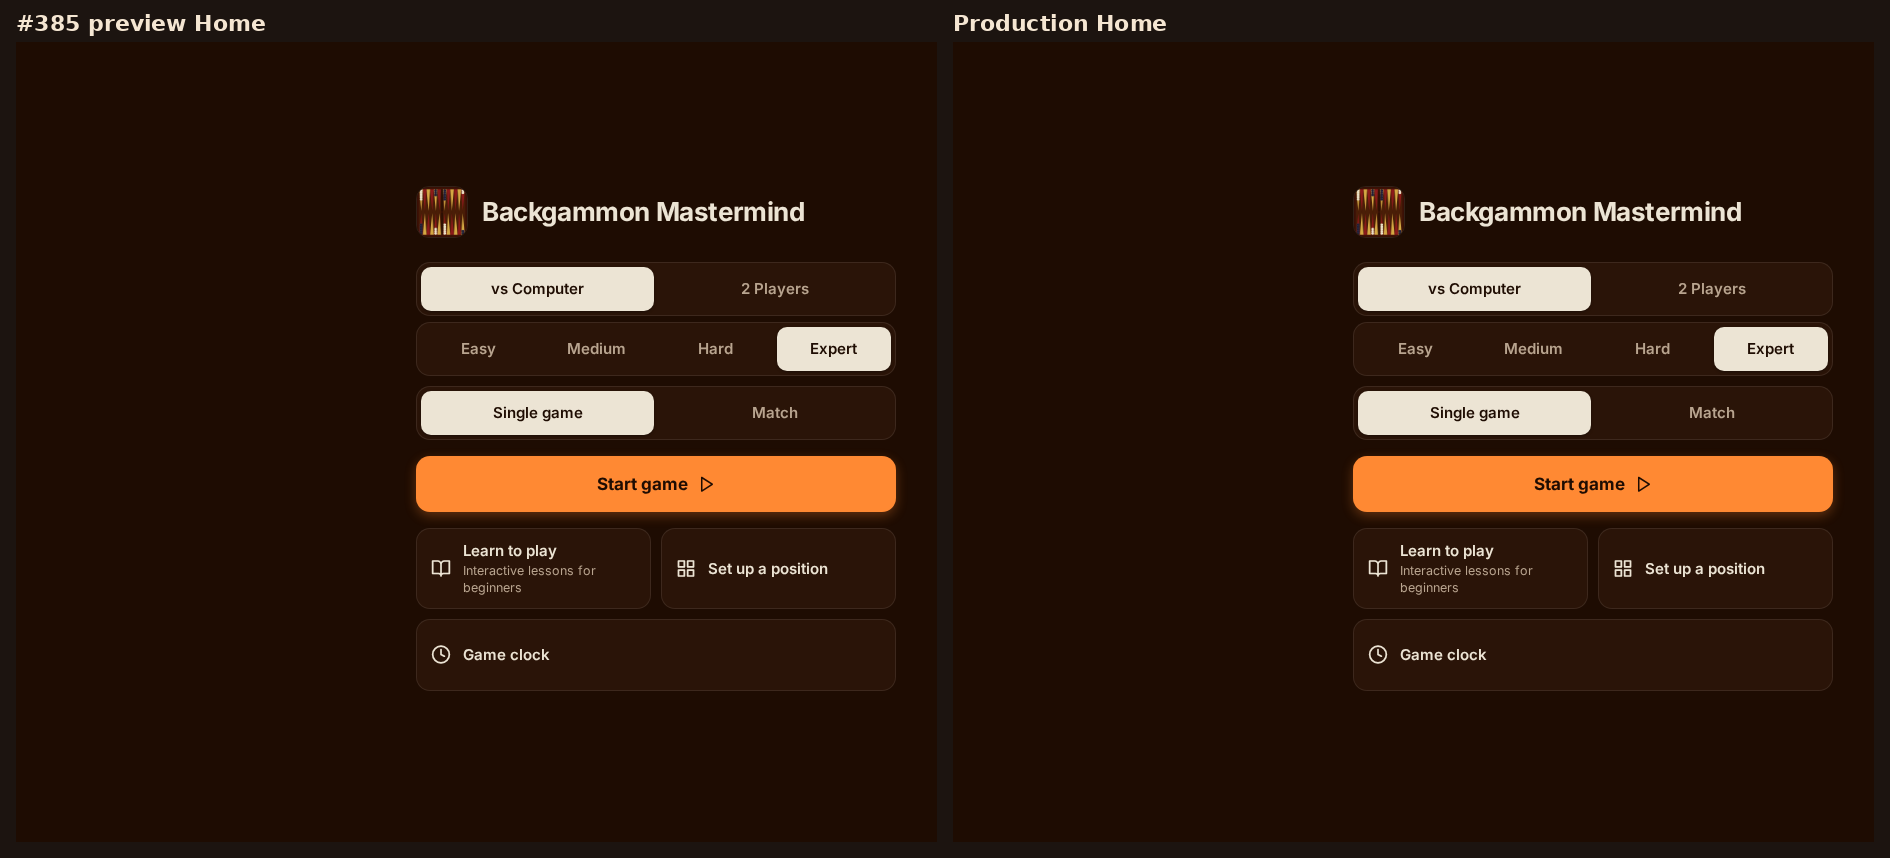 #385 preview Home
Backgammon Mastermind
vs Computer
2 Players
Easy
Medium
Hard
Expert
Single game
Match
Start game
Learn to play
Interactive lessons for
beginners
Set up a position
Game clock
Production Home
Backgammon Mastermind
vs Computer
2 Players
Easy
Medium
Hard
Expert
Single game
Match
Start game
Learn to play
Interactive lessons for
beginners
Set up a position
Game clock